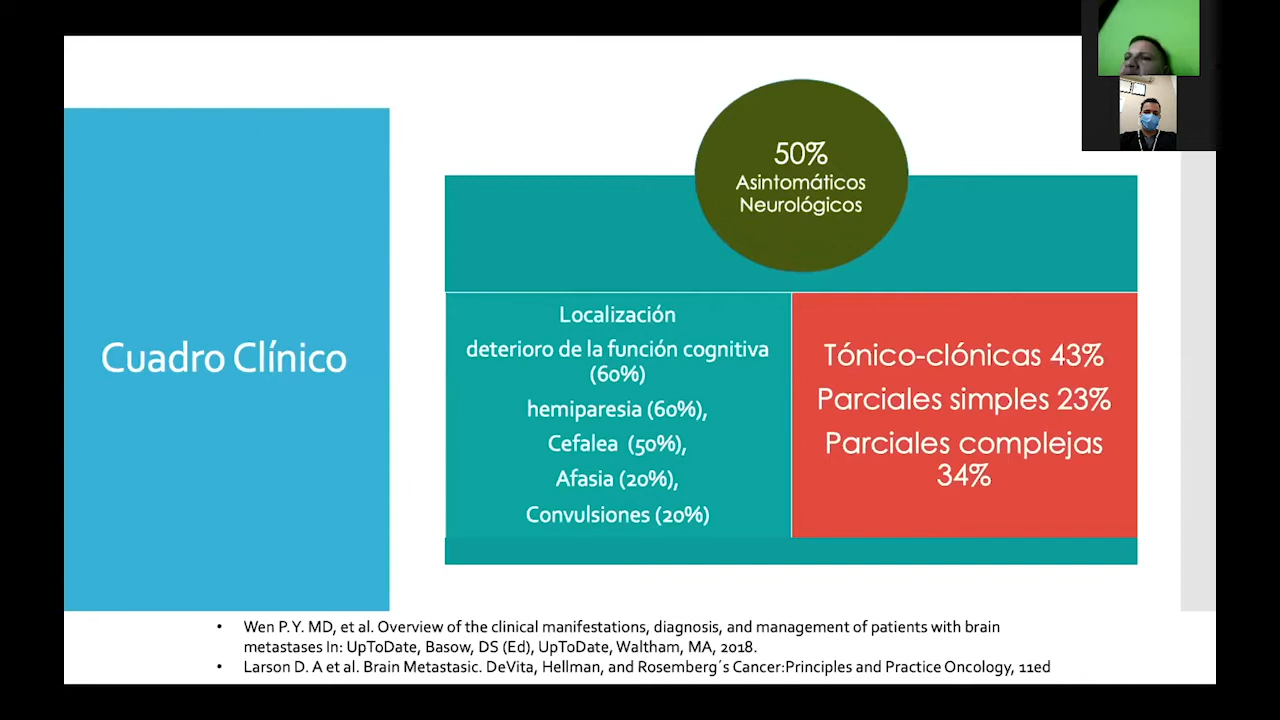 50%
Asintomáticos
Neurológicos
Cuadro Clínico
Localización
deterioro de la función cognitiva
(60%)
hemiparesia (60%),
Cefalea (50%),
Afasia (20%),
Convulsiones (20%)
Tónico-clónicas 43%
Parciales simples 23%
Parciales complejas
34%
• Wen P.Y. MD, et al. Overview of the clinical manifestations, diagnosis, and management of patients with brain
metastases In: UpToDate, Basow, DS (Ed), UpToDate, Waltham, MA, 2018.
• Larson D. A et al. Brain Metastasic. DeVita, Hellman, and Rosemberg´s Cancer:Principles and Practice Oncology, 11ed